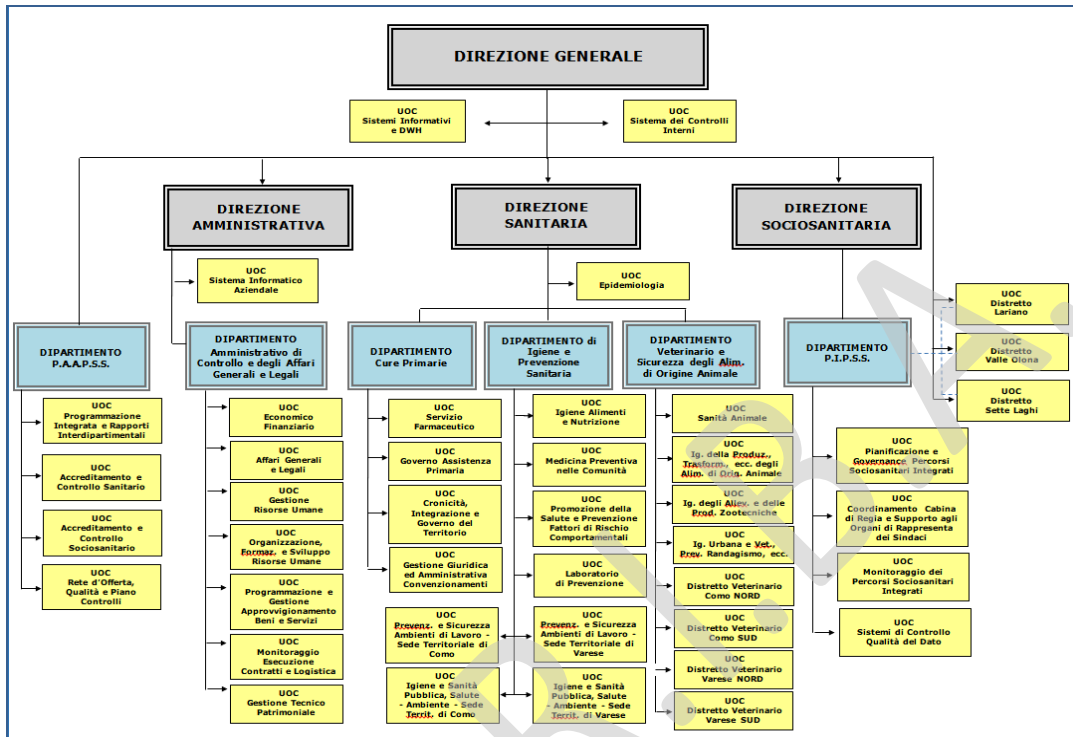 DIREZIONE GENERALE
UOC
Sistemi Informativi
e DWH
UOC
Sistema dei Controlli
Interni
DIREZIONE
AMMINISTRATIVA
DIREZIONE
SANITARIA
DIREZIONE
SOCIOSANITARIA
UOC
Sistema Informatico
Aziendale
UOC
Epidemiologia
UOC
Distretto
Lariano
UOC
Distretto
Valle Olona
UOC
Distretto
Sette Laghi
DIPARTIMENTO
P.A.A.P.S.S.
UOC
Programmazione
Integrata e Rapporti
Interdipartimentali
UOC
Accreditamento e
Controllo Sanitario
UOC
Accreditamento e
Controllo
Sociosanitario
UOC
Rete d'Offerta,
Qualità e Piano
Controlli
DIPARTIMENTO
Amministrativo di
Controllo e degli Affari
Generali e Legali
UOC
Economico
Finanziario
UOC
Affari Generali
e Legali
UOC
Gestione
Risorse Umane
UOC
Organizzazione,
Formaz. e Sviluppo
Risorse Umane
UOC
Programmazione e
Gestione
Approvvigionamento
Beni e Servizi
UOC
Monitoraggio
Esecuzione
Contratti e Logistica
UOC
Gestione Tecnico
Patrimoniale
DIPARTIMENTO
Cure Primarie
UOC
Servizio
Farmaceutico
UOC
Governo Assistenza
Primaria
UOC
Cronicità,
Integrazione e
Governo del
Territorio
UOC
Gestione Giuridica
ed Amministrativa
Convenzionamenti
DIPARTIMENTO di
Igiene e
Prevenzione
Sanitaria
UOC
Igiene Alimenti
e Nutrizione
UOC
Medicina Preventiva
nelle Comunità
UOC
Promozione della
Salute e Prevenzione
Fattori di Rischio
Comportamentali
UOC
Laboratorio
di Prevenzione
UOC
Prevenz. e Sicurezza
Ambienti di Lavoro -
Sede Territoriale di
Como
UOC
Prevenz. e Sicurezza
Ambienti di Lavoro -
Sede Territoriale di
Varese
UOC
Igiene e Sanità
Pubblica, Salute
- Ambiente - Sede
Territ. di Como
UOC
Igiene e Sanità
Pubblica, Salute
- Ambiente - Sede
Territ. di Varese
DIPARTIMENTO
Veterinario e
Sicurezza degli Alim.
di Origine Animale
UOC
Sanità Animale
UOC
Ig. della Produz.,
Trasform., ecc. degli
Alim. di Orig. Animale
UOC
Ig. degli Allev. e delle
Prod. Zootecniche
UOC
Ig. Urbana e Vet.,
Prev. Randagismo, ecc.
UOC
Distretto Veterinario
Como NORD
UOC
Distretto Veterinario
Como SUD
UOC
Distretto Veterinario
Varese NORD
UOC
Distretto Veterinario
Varese SUD
DIPARTIMENTO
P.I.P.S.S.
UOC
Pianificazione e
Governance Percorsi
Sociosanitari Integrati
UOC
Coordinamento Cabina
di Regia e Supporto agli
Organi di Rappresenta
dei Sindaci
UOC
Monitoraggio dei
Percorsi Sociosanitari
Integrati
UOC
Sistemi di Controllo
Qualità del Dato